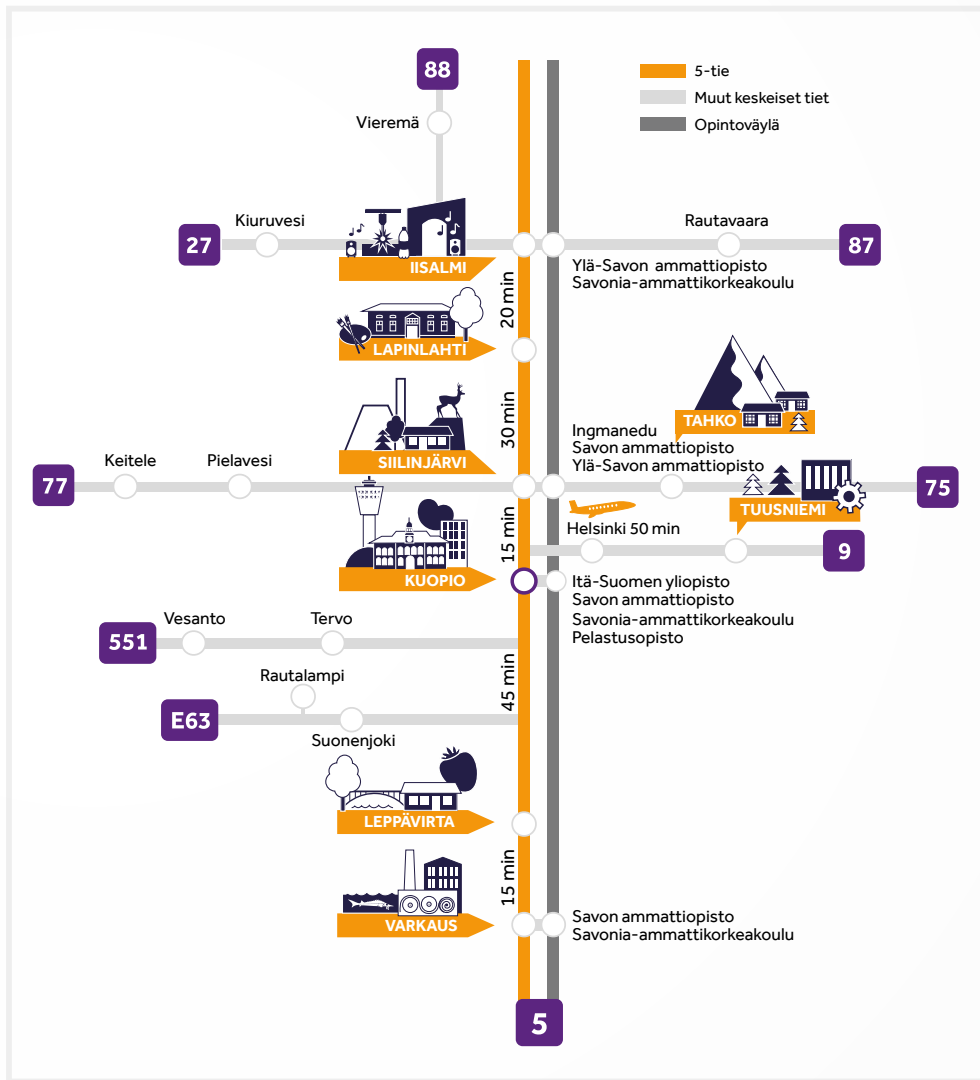 88
5-tie
Muut keskeiset tiet
Opintoväylä
Vieremä
27
Kiuruvesi
IISALMI
Rautavaara
87
Ylä-Savon ammattiopisto
Savonia-ammattikorkeakoulu
20 min
LAPINLAHTI
30 min
SIILINJÄRVI
TAHKO
Ingmanedu
Savon ammattiopisto
Ylä-Savon ammattiopisto
77
Keitele
Pielavesi
75
TUUSNIEMI
Helsinki 50 min
9
15 min
KUOPIO
Itä-Suomen yliopisto
Savon ammattiopisto
Savonia-ammattikorkeakoulu
Pelastusopisto
551
Vesanto
Tervo
45 min
Rautalampi
E63
Suonenjoki
LEPPÄVIRTA
15 min
VARKAUS
Savon ammattiopisto
Savonia-ammattikorkeakoulu
5